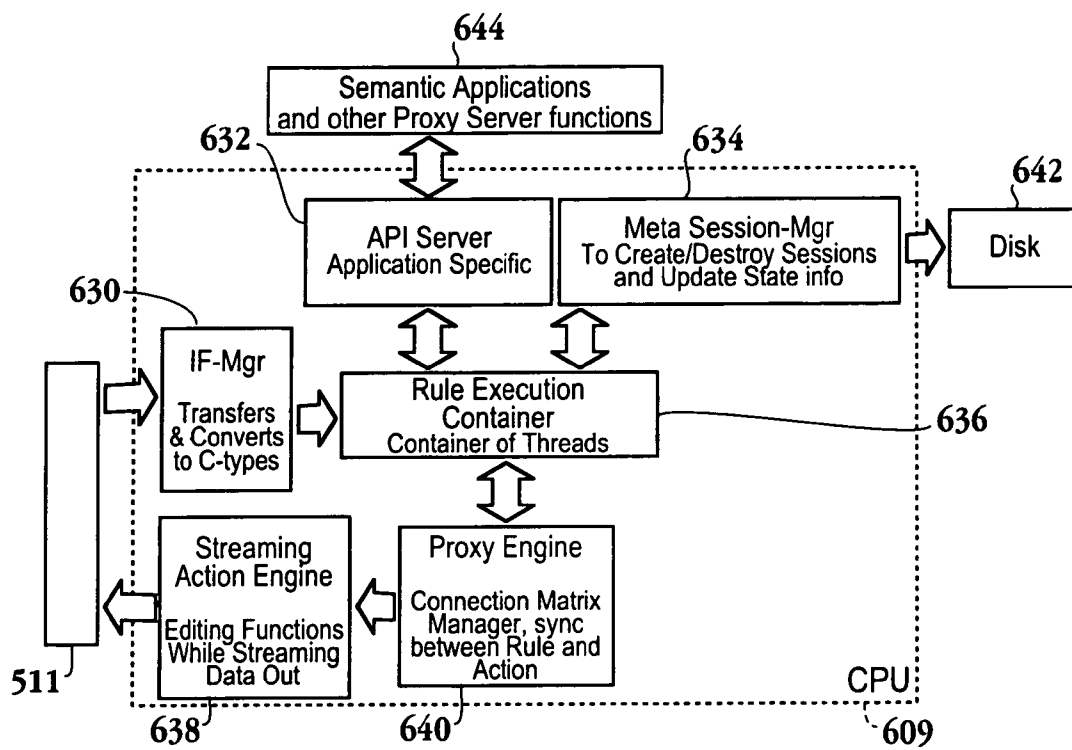 644
Semantic Applications
and other Proxy Server functions
632
634
642
API Server
Application Specific
Meta Session-Mgr
To Create/Destroy Sessions
and Update State info
Disk
630
IF-Mgr
Transfers
& Converts
to C-types
Rule Execution
Container
Container of Threads
636
Streaming
Action Engine
Editing Functions
While Streaming
Data Out
Proxy Engine
Connection Matrix
Manager, sync
between Rule and
Action
511
CPU
638
640
609